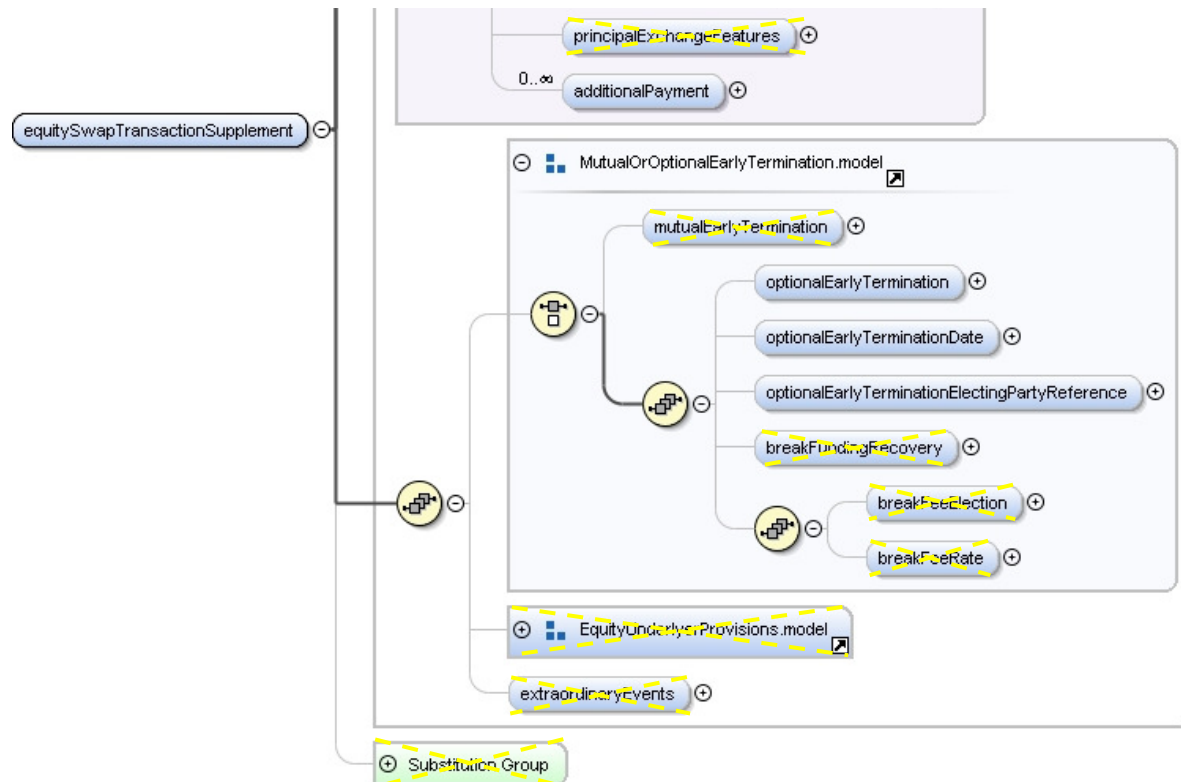 principalExchangeFeatures
0..∞
additionalPayment
equitySwapTransactionSupplement
MutualOrOptionalEarlyTermination.model
mutualEarlyTermination
optionalEarlyTermination
optionalEarlyTerminationDate
optionalEarlyTerminationElectingPartyReference
breakFundingRecovery
breakFeeElection
breakFeeRate
EquityUnderlyerProvisions.model
extraordinaryEvents
Substitution Group